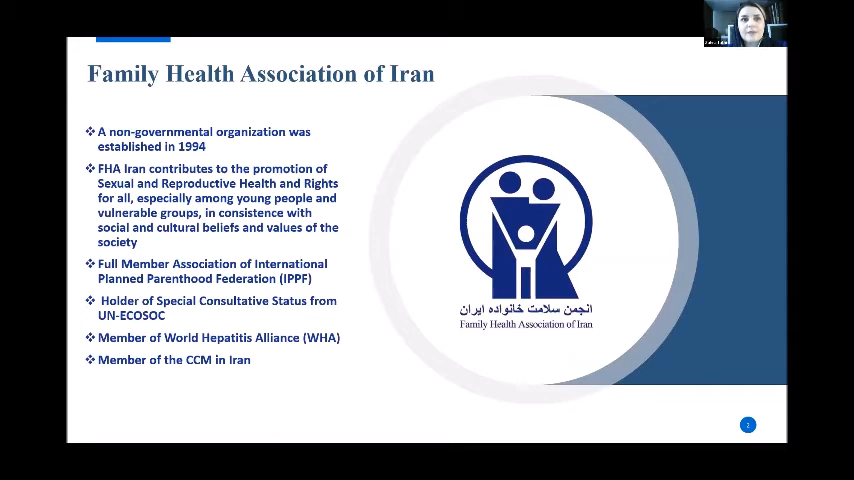 Family Health Association of Iran
❖ A non-governmental organization was
established in 1994
❖ FHA Iran contributes to the promotion of
Sexual and Reproductive Health and Rights
for all, especially among young people and
vulnerable groups, in consistence with
social and cultural beliefs and values of the
society
❖ Full Member Association of International
Planned Parenthood Federation (IPPF)
❖ Holder of Special Consultative Status from
UN-ECOSOC
❖ Member of World Hepatitis Alliance (WHA)
❖ Member of the CCM in Iran
انجمن سلامت خانواده ایران
Family Health Association of Iran
2